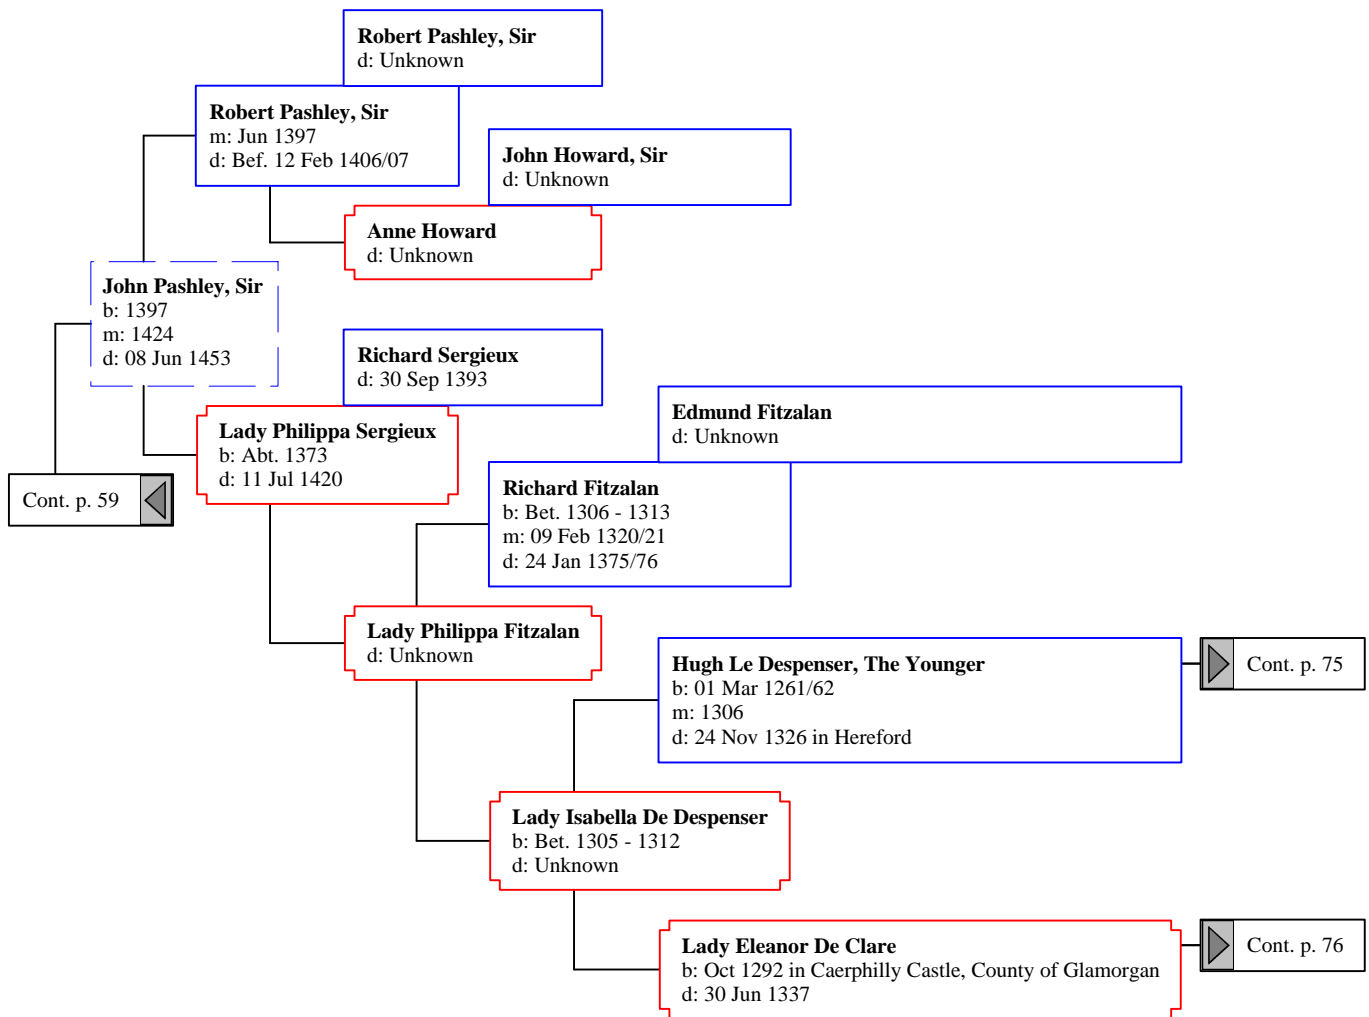 Robert Pashley, Sir
d: Unknown
Robert Pashley, Sir
m: Jun 1397
d: Bef. 12 Feb 1406/07
John Howard, Sir
d: Unknown
Anne Howard
d: Unknown
John Pashley, Sir
b: 1397
m: 1424
d: 08 Jun 1453
Richard Sergieux
d: 30 Sep 1393
Lady Philippa Sergieux
b: Abt. 1373
d: 11 Jul 1420
Cont. p. 59
Edmund Fitzalan
d: Unknown
Richard Fitzalan
b: Bet. 1306 - 1313
m: 09 Feb 1320/21
d: 24 Jan 1375/76
Lady Philippa Fitzalan
d: Unknown
Hugh Le Despenser, The Younger
b: 01 Mar 1261/62
m: 1306
d: 24 Nov 1326 in Hereford
Cont. p. 75
Lady Isabella De Despenser
b: Bet. 1305 - 1312
d: Unknown
Lady Eleanor De Clare
b: Oct 1292 in Caerphilly Castle, County of Glamorgan
d: 30 Jun 1337
Cont. p. 76